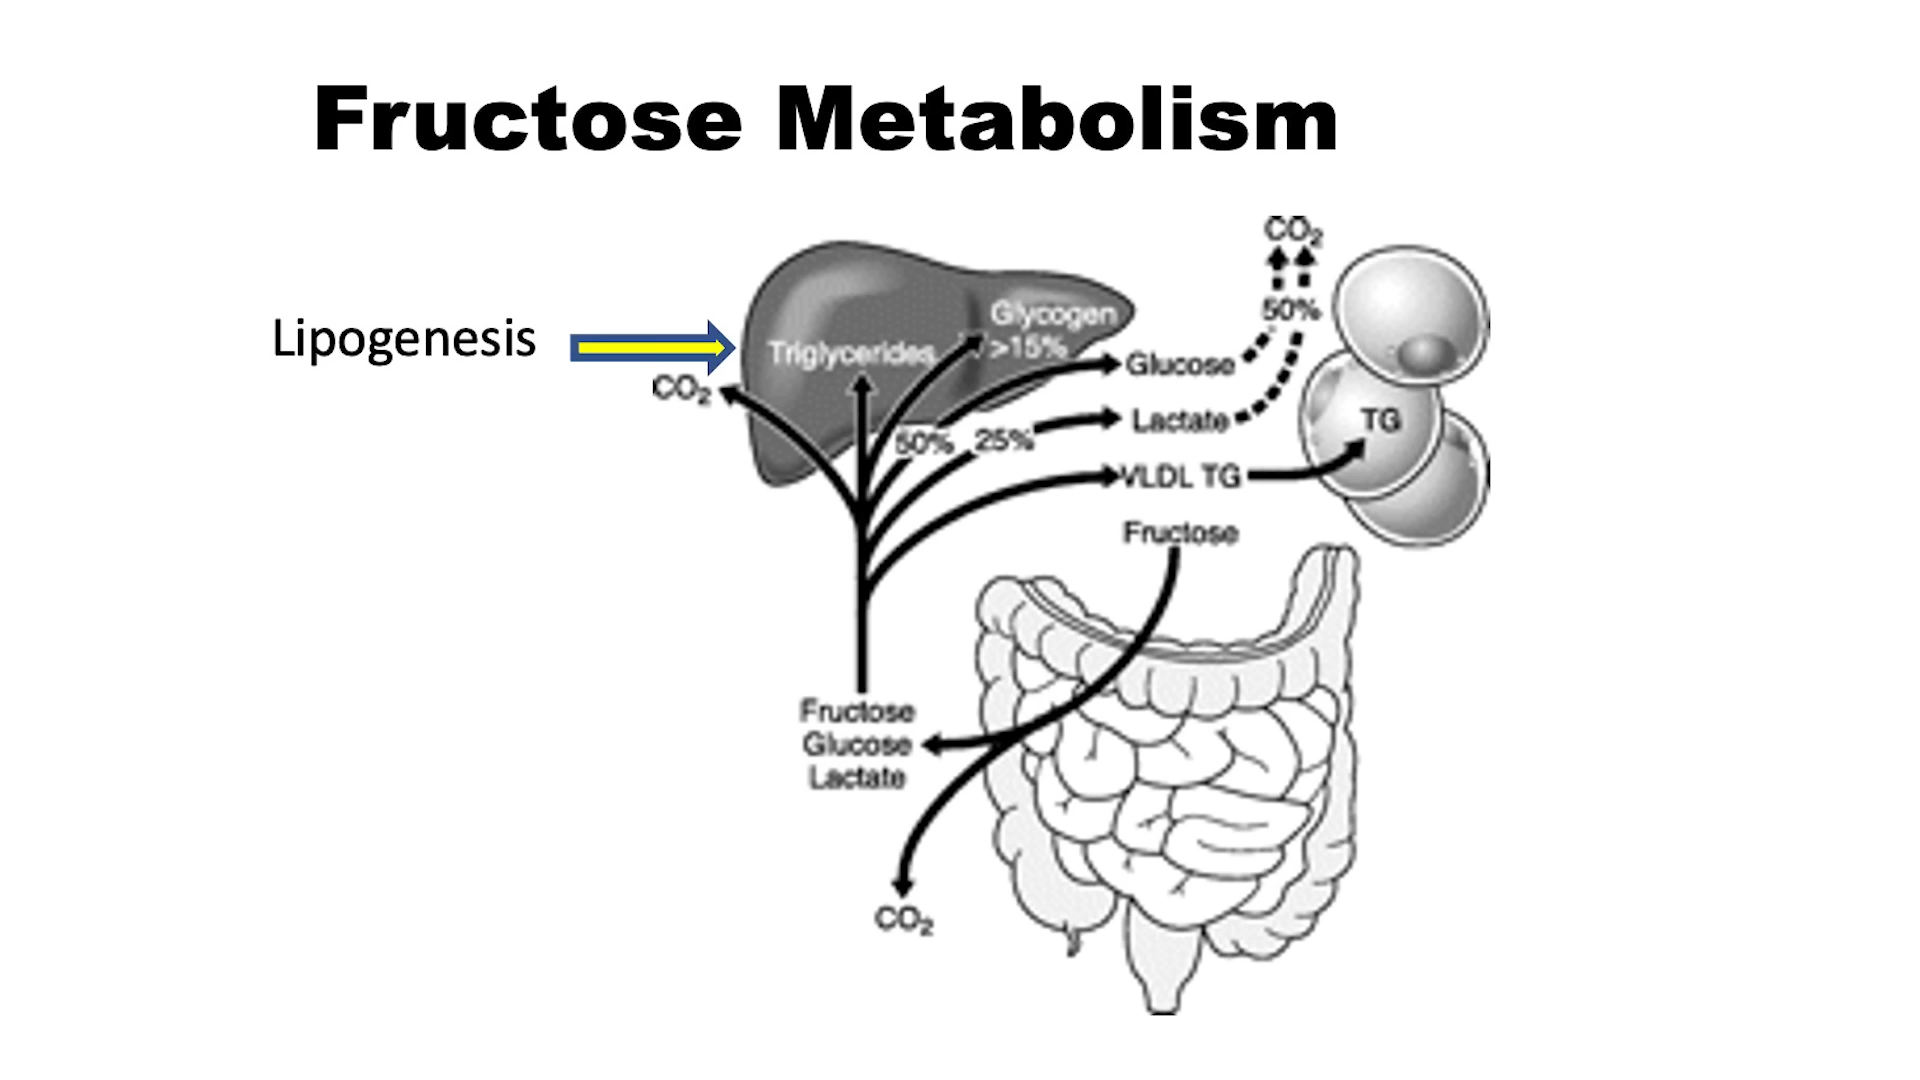 Fructose Metabolism
CO₂
Lipogenesis
CO₂
Triglycerides
Glycogen
>15%
50%
25%
Glucose
Lactate
VLDL TG
50%
TG
Fructose
Fructose
Glucose
Lactate
CO₂